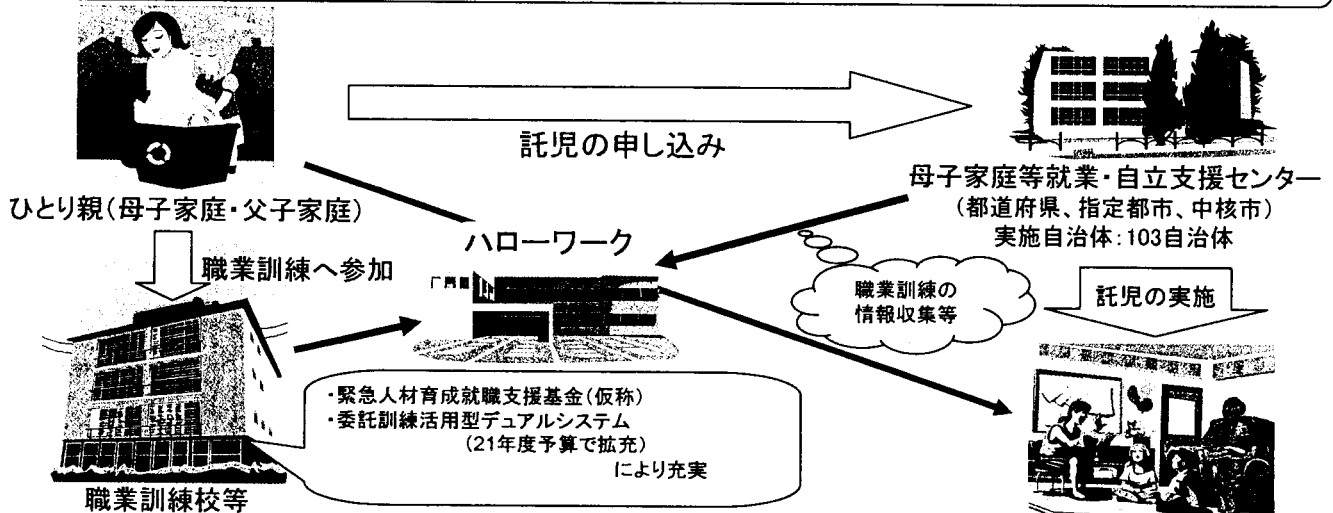 託児の申し込み
ひとり親(母子家庭・父子家庭)
母子家庭等就業・自立支援センター
(都道府県、指定都市、中核市)
実施自治体:103自治体
職業訓練へ参加
ハローワーク
職業訓練の
情報収集等
託児の実施
・緊急人材育成就職支援基金(仮称)
・委託訓練活用型デュアルシステム
(21年度予算で拡充)
により充実
職業訓練校等